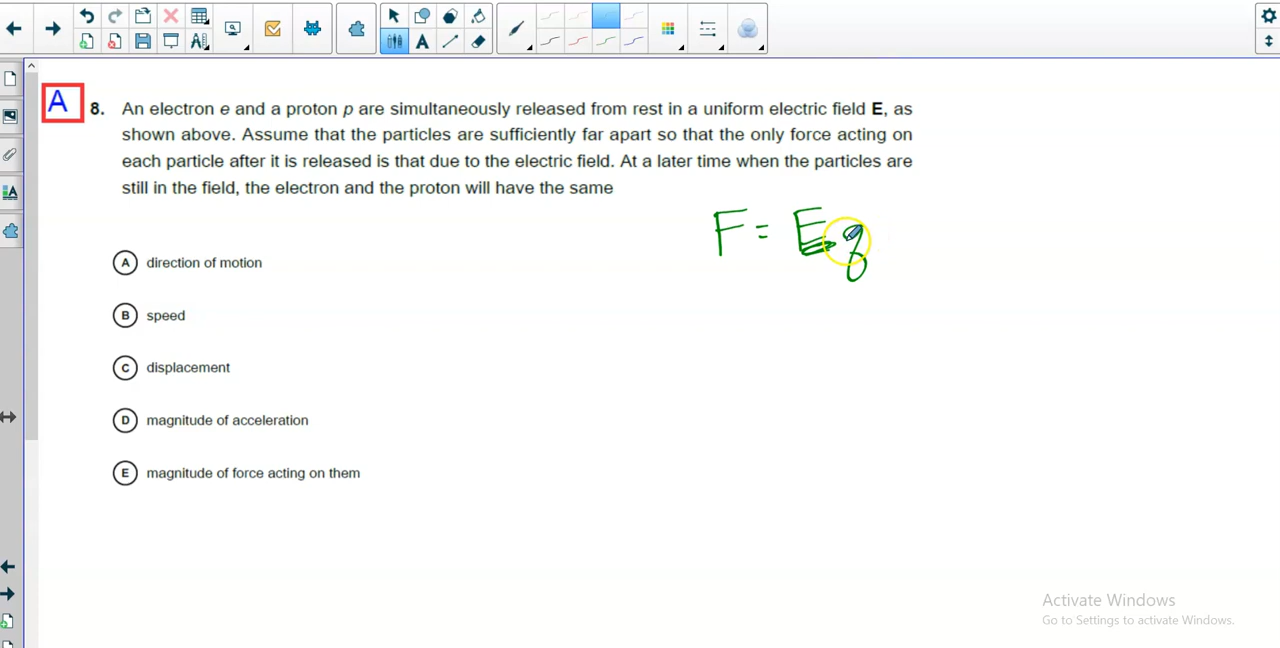 A
8. An electron e and a proton p are simultaneously released from rest in a uniform electric field E, as
shown above. Assume that the particles are sufficiently far apart so that the only force acting on
each particle after it is released is that due to the electric field. At a later time when the particles are
still in the field, the electron and the proton will have the same
F = E q
A direction of motion
B speed
C displacement
D magnitude of acceleration
E magnitude of force acting on them
Activate Windows
Go to Settings to activate Windows.